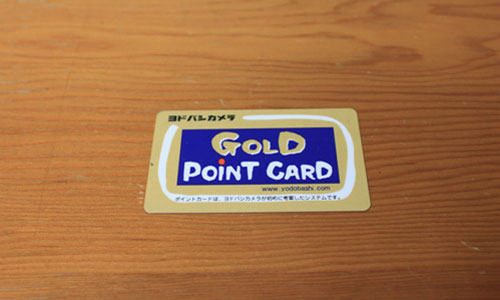 ヨドバシカメラ
GOLD
POINT CARD
www.yodobashi.com
ポイントカードは、ヨドバシカメラが初めに考案したシステムです。